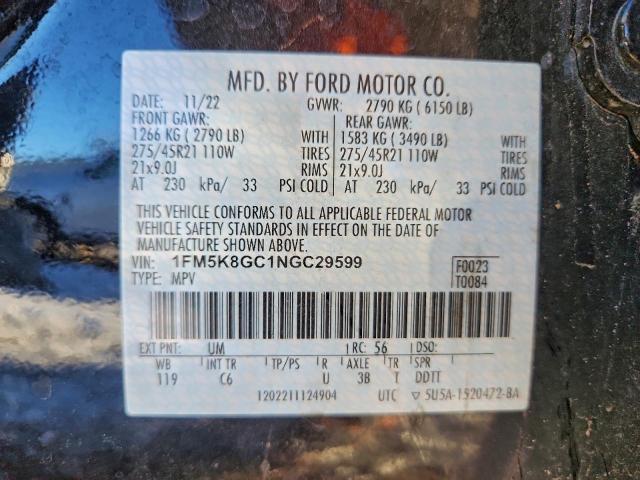 MFD. BY FORD MOTOR CO.
DATE: 11/22 GVWR: 2790 KG ( 6150 LB)
FRONT GAWR: REAR GAWR:
1266 KG ( 2790 LB) WITH 1583 KG ( 3490 LB) WITH
275/45R21 110W TIRES 275/45R21 110W TIRES
21x9.0J RIMS 21x9.0J RIMS
AT 230 kPa/ 33 PSI COLD AT 230 kPa/ 33 PSI COLD
THIS VEHICLE CONFORMS TO ALL APPLICABLE FEDERAL MOTOR
VEHICLE SAFETY STANDARDS IN EFFECT ON THE DATE OF
MANUFACTURE SHOWN ABOVE.
VIN: 1FM5K8GC1NGC29599 F0023
TYPE: MPV T0084
EXT PNT: UM RC: 56 DSO:
WB INT TR TP/PS R AXLE TR SPR
119 C6 U 3B T DDTT
1202211124904 UTC ▽ 5U5A-1520472-BA